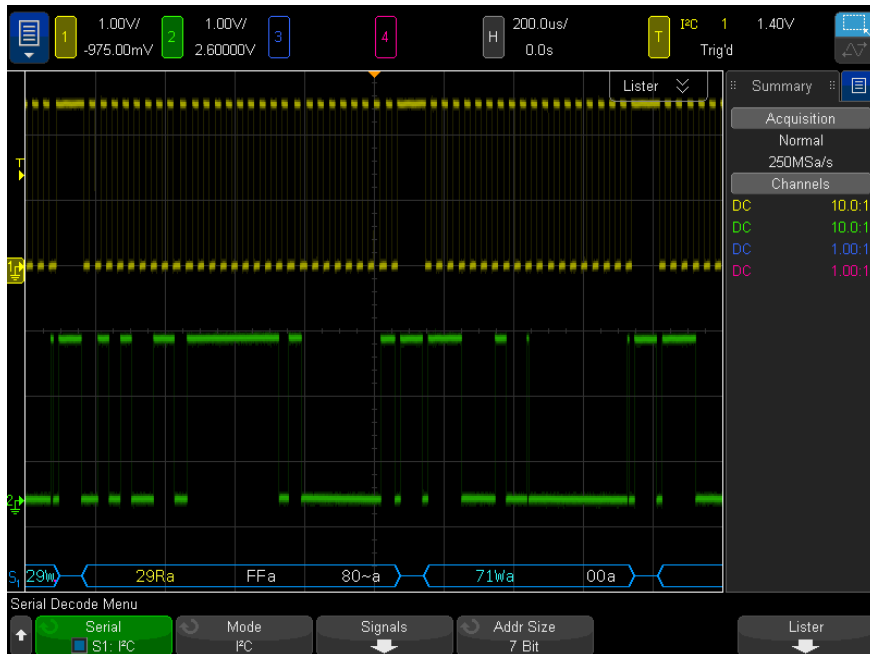 1 1.00V/ -975.00mV
2 1.00V/ 2.60000V
3
4
H 200.0us/ 0.0s
T I²C 1 1.40V
Trig'd
Lister
Summary
Acquisition
Normal
250MSa/s
Channels
DC 10.0:1
DC 10.0:1
DC 1.00:1
DC 1.00:1
T
1
2
S1 29W 29Ra FFa 80~a 71Wa 00a
Serial Decode Menu
Serial
S1: I²C
Mode
I²C
Signals
Addr Size
7 Bit
Lister